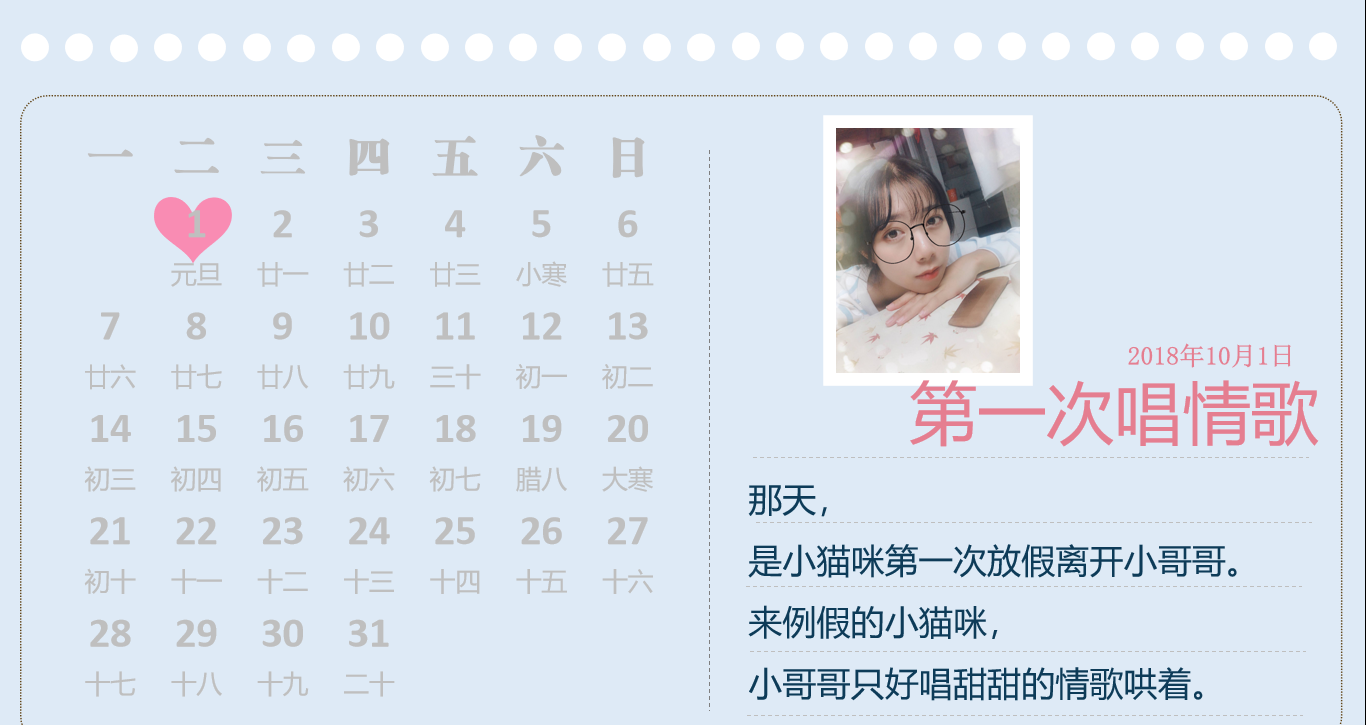 一 二 三 四 五 六 日
1 2 3 4 5 6
元旦 廿一 廿二 廿三 小寒 廿五
7 8 9 10 11 12 13
廿六 廿七 廿八 廿九 三十 初一 初二
14 15 16 17 18 19 20
初三 初四 初五 初六 初七 腊八 大寒
21 22 23 24 25 26 27
初十 十一 十二 十三 十四 十五 十六
28 29 30 31
十七 十八 十九 二十
2018年10月1日
第一次唱情歌
那天，
是小猫咪第一次放假离开小哥哥。
来例假的小猫咪，
小哥哥只好唱甜甜的情歌哄着。